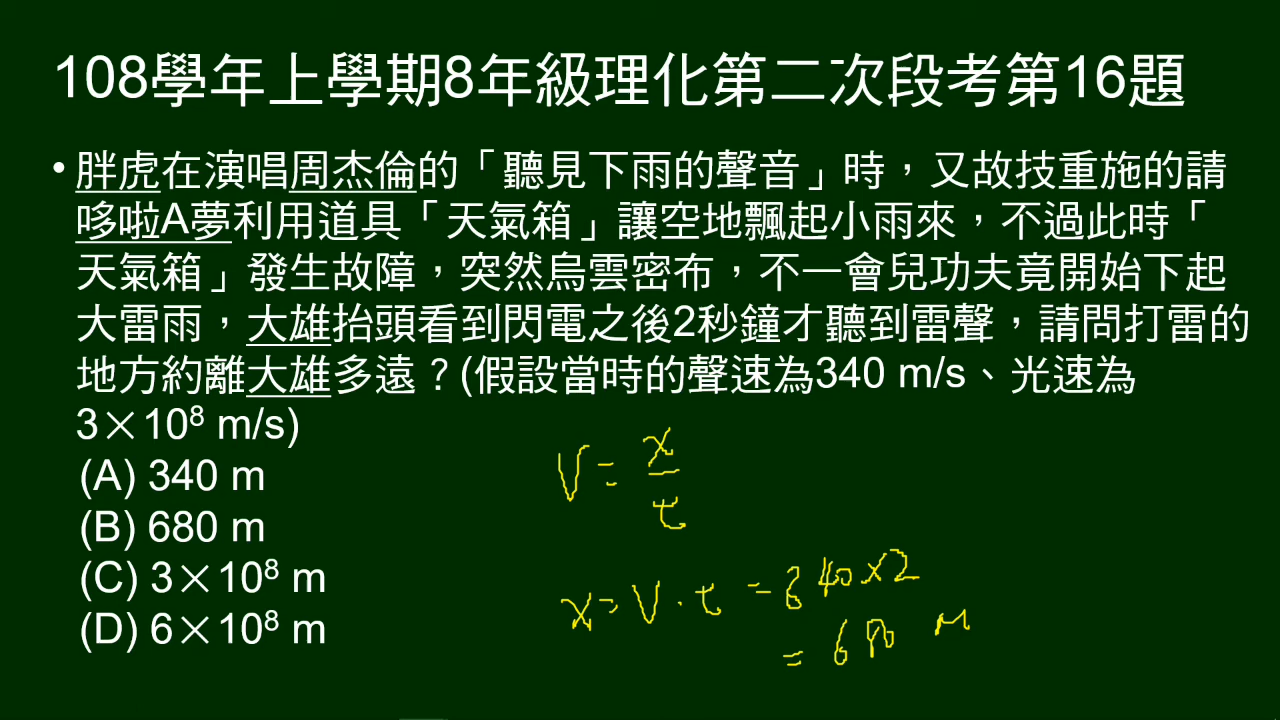 108學年上學期8年級理化第二次段考第16題
• 胖虎在演唱周杰倫的「聽見下雨的聲音」時，又故技重施的請
哆啦A夢利用道具「天氣箱」讓空地飄起小雨來，不過此時「
天氣箱」發生故障，突然烏雲密布，不一會兒功夫竟開始下起
大雷雨，大雄抬頭看到閃電之後2秒鐘才聽到雷聲，請問打雷的
地方約離大雄多遠？(假設當時的聲速為340 m/s、光速為
3×10⁸ m/s)
(A) 340 m
(B) 680 m
(C) 3×10⁸ m
(D) 6×10⁸ m
V = x/t
x = V · t = 340×2
= 680 M